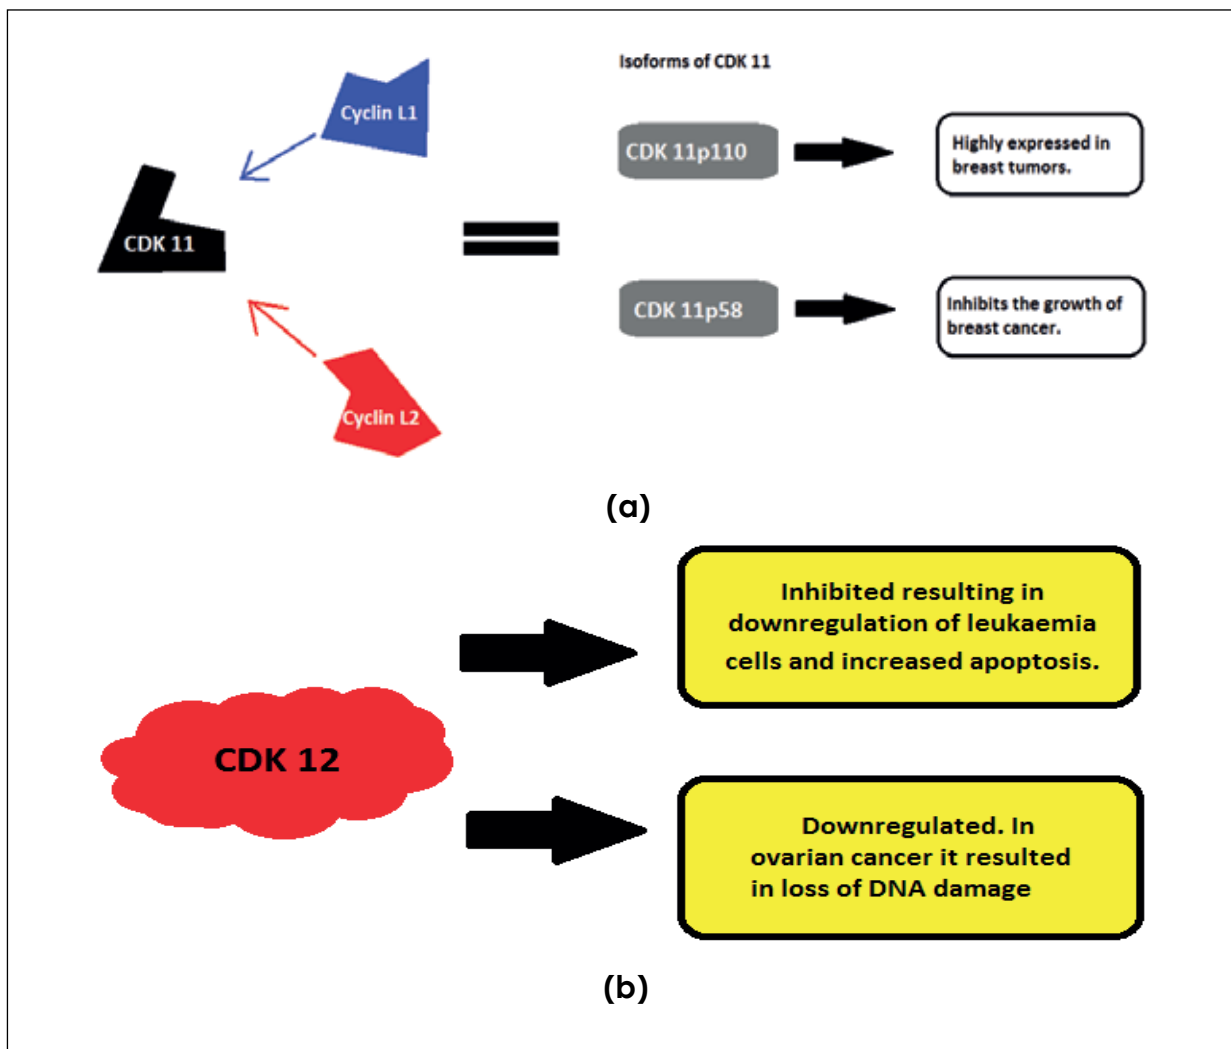 Isoforms of CDK 11
Cyclin L1
CDK 11
Cyclin L2
CDK 11p110
Highly expressed in
breast tumors.
CDK 11p58
Inhibits the growth of
breast cancer.
(a)
CDK 12
Inhibited resulting in
downregulation of leukaemia
cells and increased apoptosis.
Downregulated. In
ovarian cancer it resulted
in loss of DNA damage
(b)